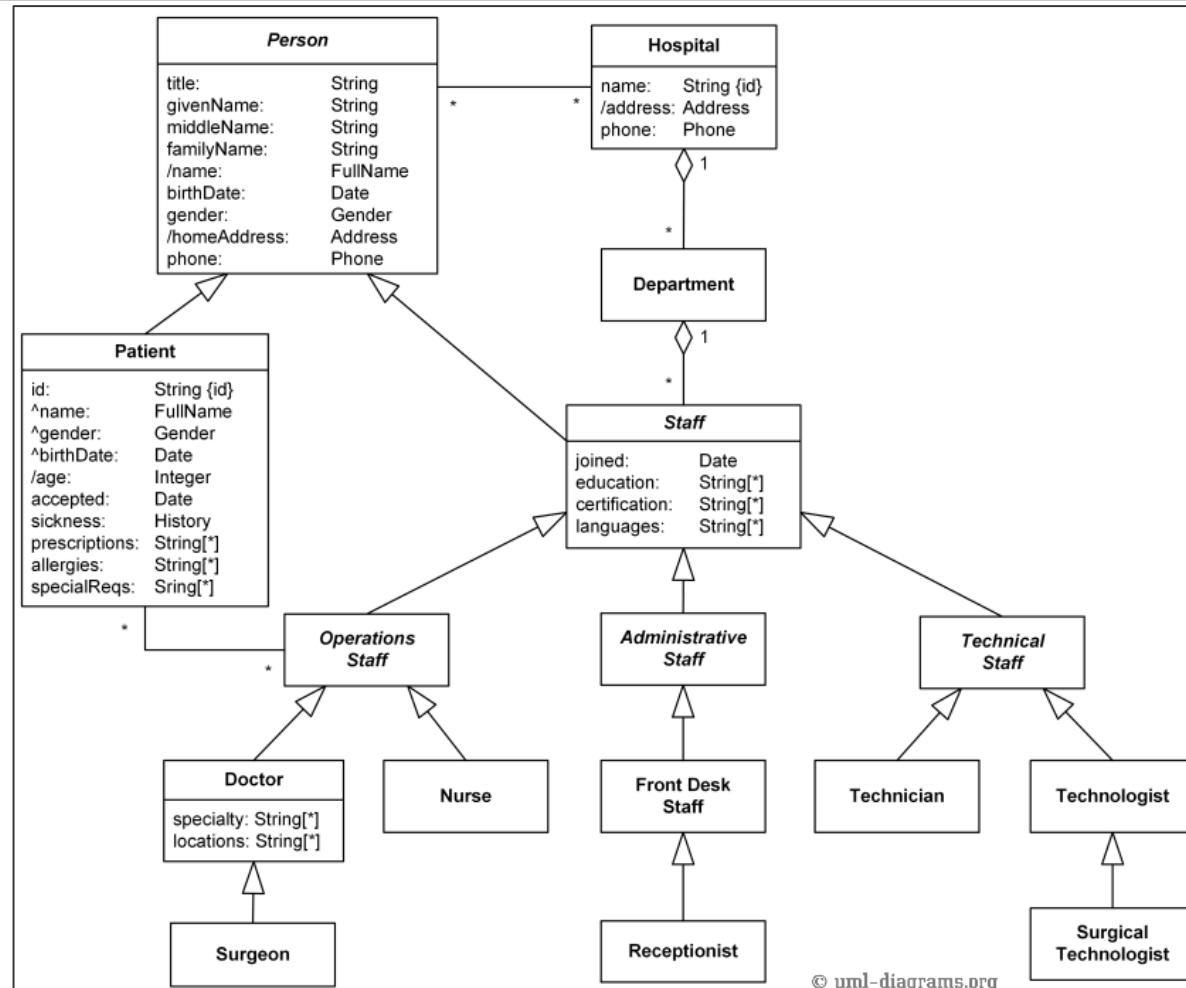 Person
title: String
givenName: String
middleName: String
familyName: String
/name: FullName
birthDate: Date
gender: Gender
/homeAddress: Address
phone: Phone
*
*
Hospital
name: String {id}
/address: Address
phone: Phone
1
*
Department
1
*
Patient
id: String {id}
^name: FullName
^gender: Gender
^birthDate: Date
/age: Integer
accepted: Date
sickness: History
prescriptions: String[*]
allergies: String[*]
specialReqs: Sring[*]
*
*
Staff
joined: Date
education: String[*]
certification: String[*]
languages: String[*]
Operations
Staff
Administrative
Staff
Technical
Staff
Doctor
specialty: String[*]
locations: String[*]
Nurse
Front Desk
Staff
Technician
Technologist
Surgeon
Receptionist
Surgical
Technologist
© uml-diagrams.org